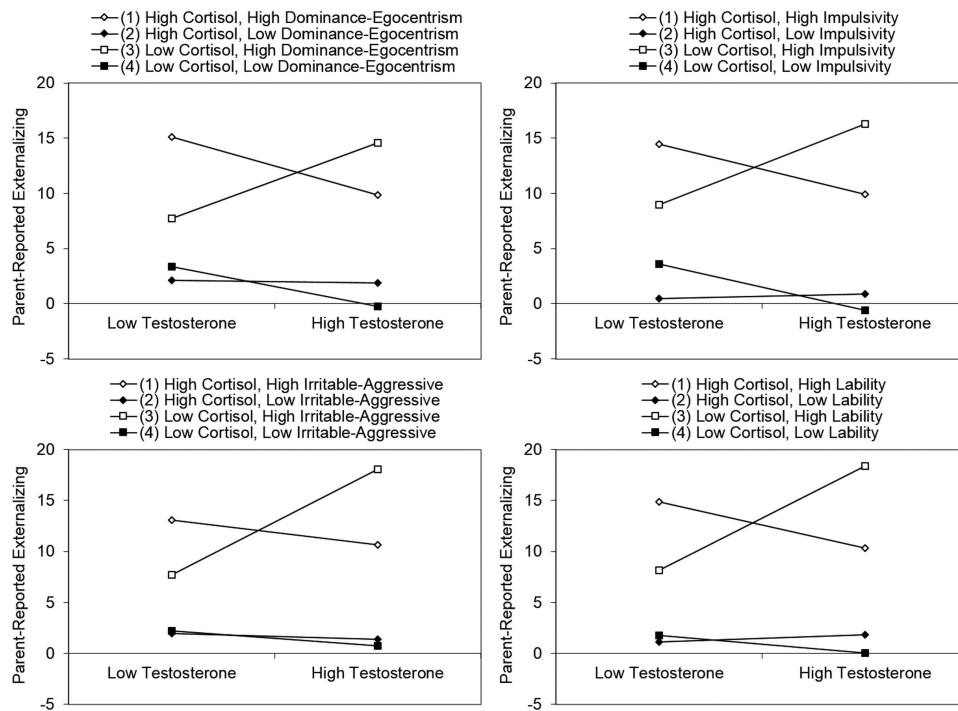 (1) High Cortisol, High Dominance-Egocentrism
(2) High Cortisol, Low Dominance-Egocentrism
(3) Low Cortisol, High Dominance-Egocentrism
(4) Low Cortisol, Low Dominance-Egocentrism
Parent-Reported Externalizing
20
15
10
5
0
-5
Low Testosterone
High Testosterone
(1) High Cortisol, High Impulsivity
(2) High Cortisol, Low Impulsivity
(3) Low Cortisol, High Impulsivity
(4) Low Cortisol, Low Impulsivity
Parent-Reported Externalizing
20
15
10
5
0
-5
Low Testosterone
High Testosterone
(1) High Cortisol, High Irritable-Aggressive
(2) High Cortisol, Low Irritable-Aggressive
(3) Low Cortisol, High Irritable-Aggressive
(4) Low Cortisol, Low Irritable-Aggressive
Parent-Reported Externalizing
20
15
10
5
0
-5
Low Testosterone
High Testosterone
(1) High Cortisol, High Lability
(2) High Cortisol, Low Lability
(3) Low Cortisol, High Lability
(4) Low Cortisol, Low Lability
Parent-Reported Externalizing
20
15
10
5
0
-5
Low Testosterone
High Testosterone